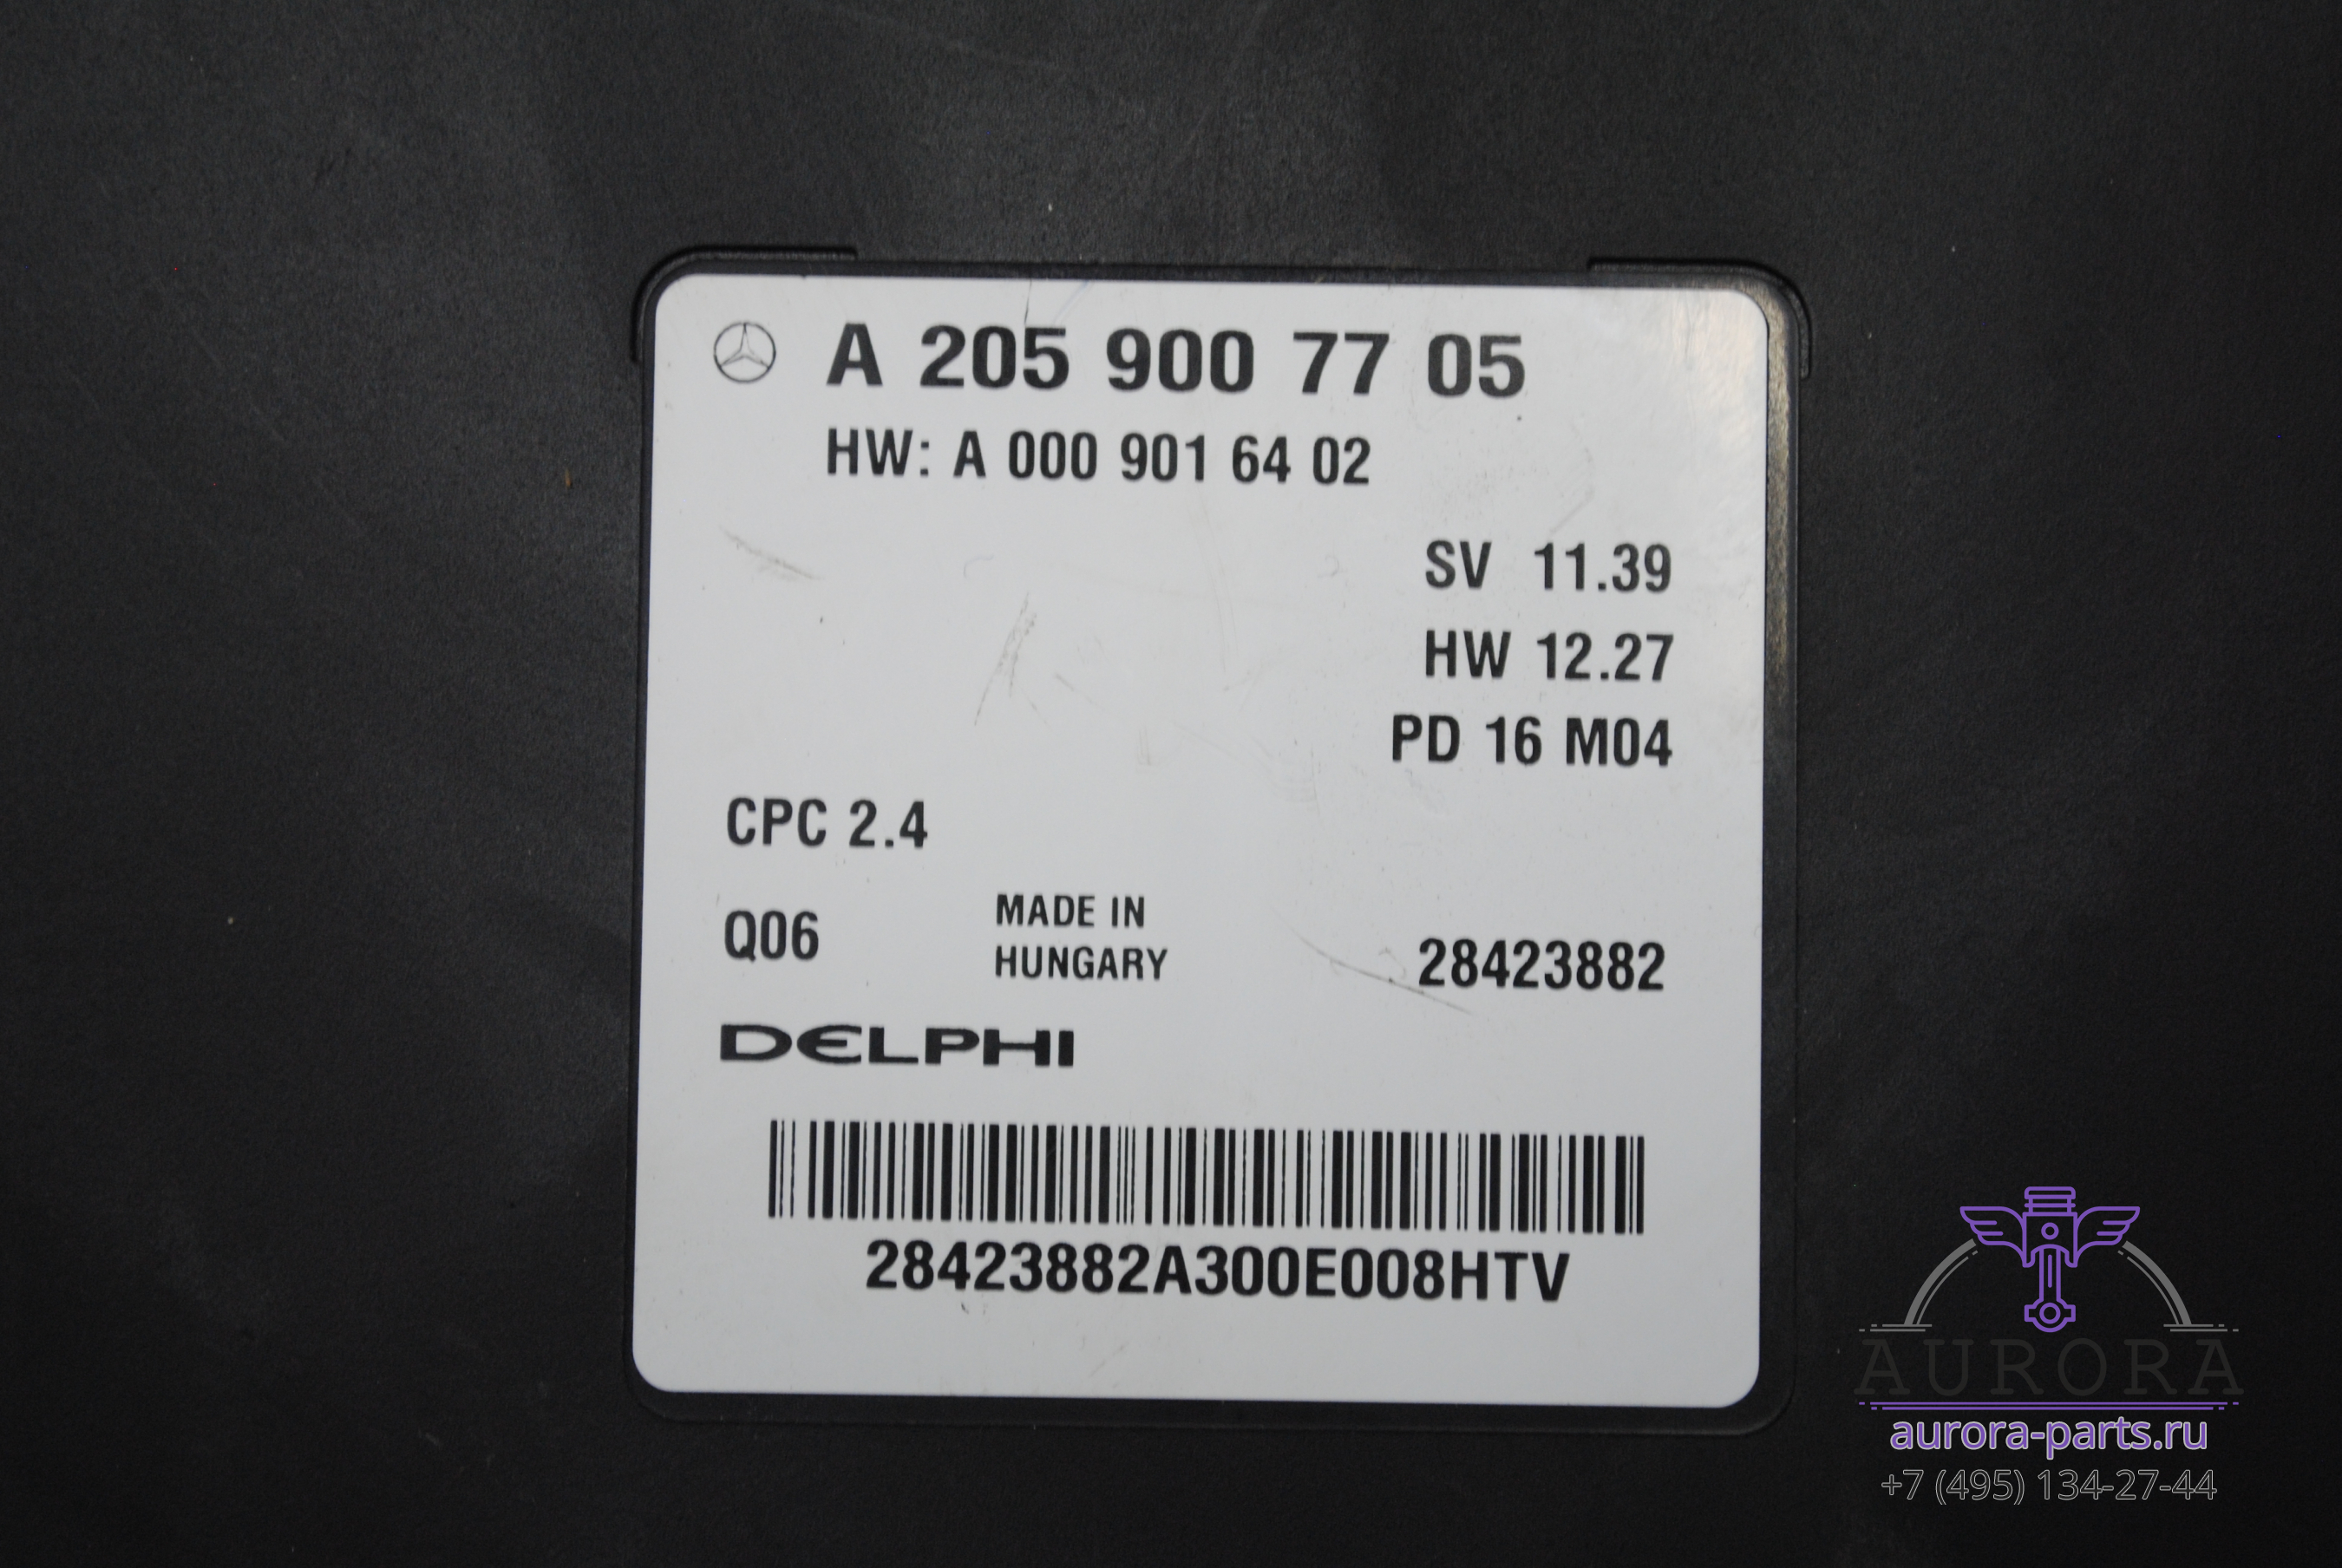 A 205 900 77 05
HW: A 000 901 64 02
SV 11.39
HW 12.27
PD 16 M04
CPC 2.4
Q06
MADE IN
HUNGARY
28423882
DELPHI
28423882A300E008HTV
AURORA
aurora-parts.ru
+7 (495) 134-27-44